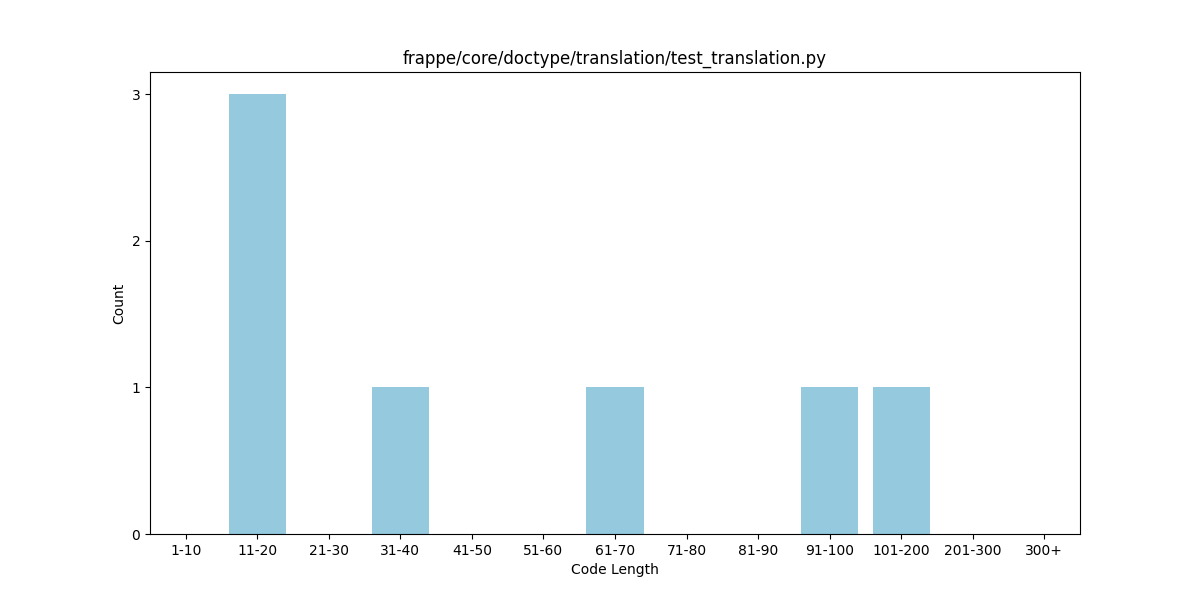 frappe/core/doctype/translation/test_translation.py
3
2
1
0
Count
1-10 11-20 21-30 31-40 41-50 51-60 61-70 71-80 81-90 91-100 101-200 201-300 300+
Code Length